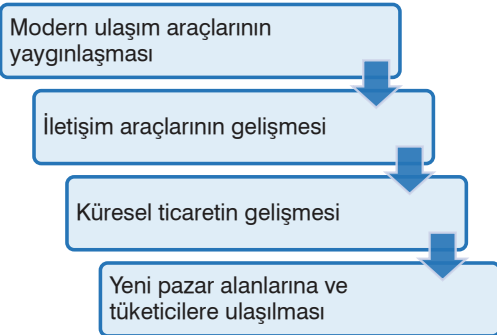 Modern ulaşım araçlarının
yaygınlaşması
İletişim araçlarının gelişmesi
Küresel ticaretin gelişmesi
Yeni pazar alanlarına ve
tüketicilere ulaşılması